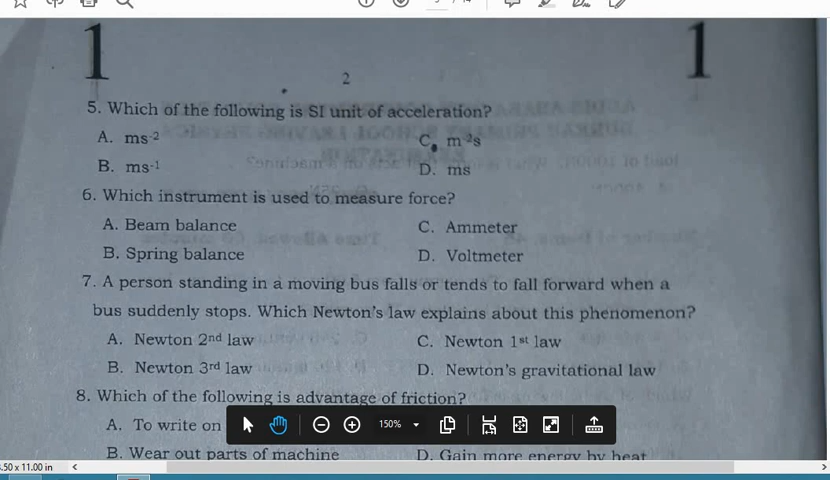 1
1
2
5. Which of the following is SI unit of acceleration?
A. ms-2
C. m-2s
B. ms-1
D. ms
6. Which instrument is used to measure force?
A. Beam balance
C. Ammeter
B. Spring balance
D. Voltmeter
7. A person standing in a moving bus falls or tends to fall forward when a
bus suddenly stops. Which Newton's law explains about this phenomenon?
A. Newton 2nd law
C. Newton 1st law
B. Newton 3rd law
D. Newton's gravitational law
8. Which of the following is advantage of friction?
A. To write on
150%
B. Wear out parts of machine
D. Gain more energy by heat
.50 x 11.00 in